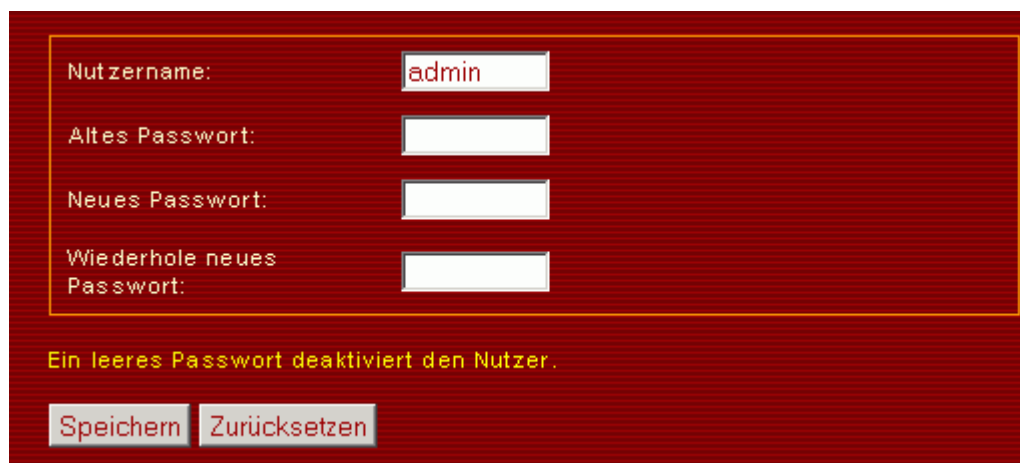 Nutzername: admin
Altes Passwort:
Neues Passwort:
Wiederhole neues
Passwort:
Ein leeres Passwort deaktiviert den Nutzer.
Speichern Zurücksetzen